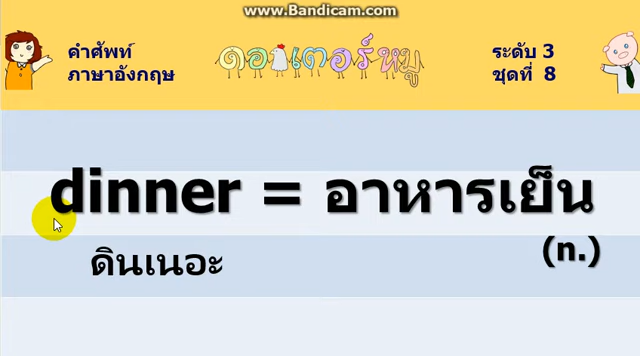 www.Bandicam.com
คำศัพท์
ภาษาอังกฤษ
ดอกเตอร์หมู
ระดับ 3
ชุดที่ 8
dinner = อาหารเย็น
(n.)
ดินเนอะ